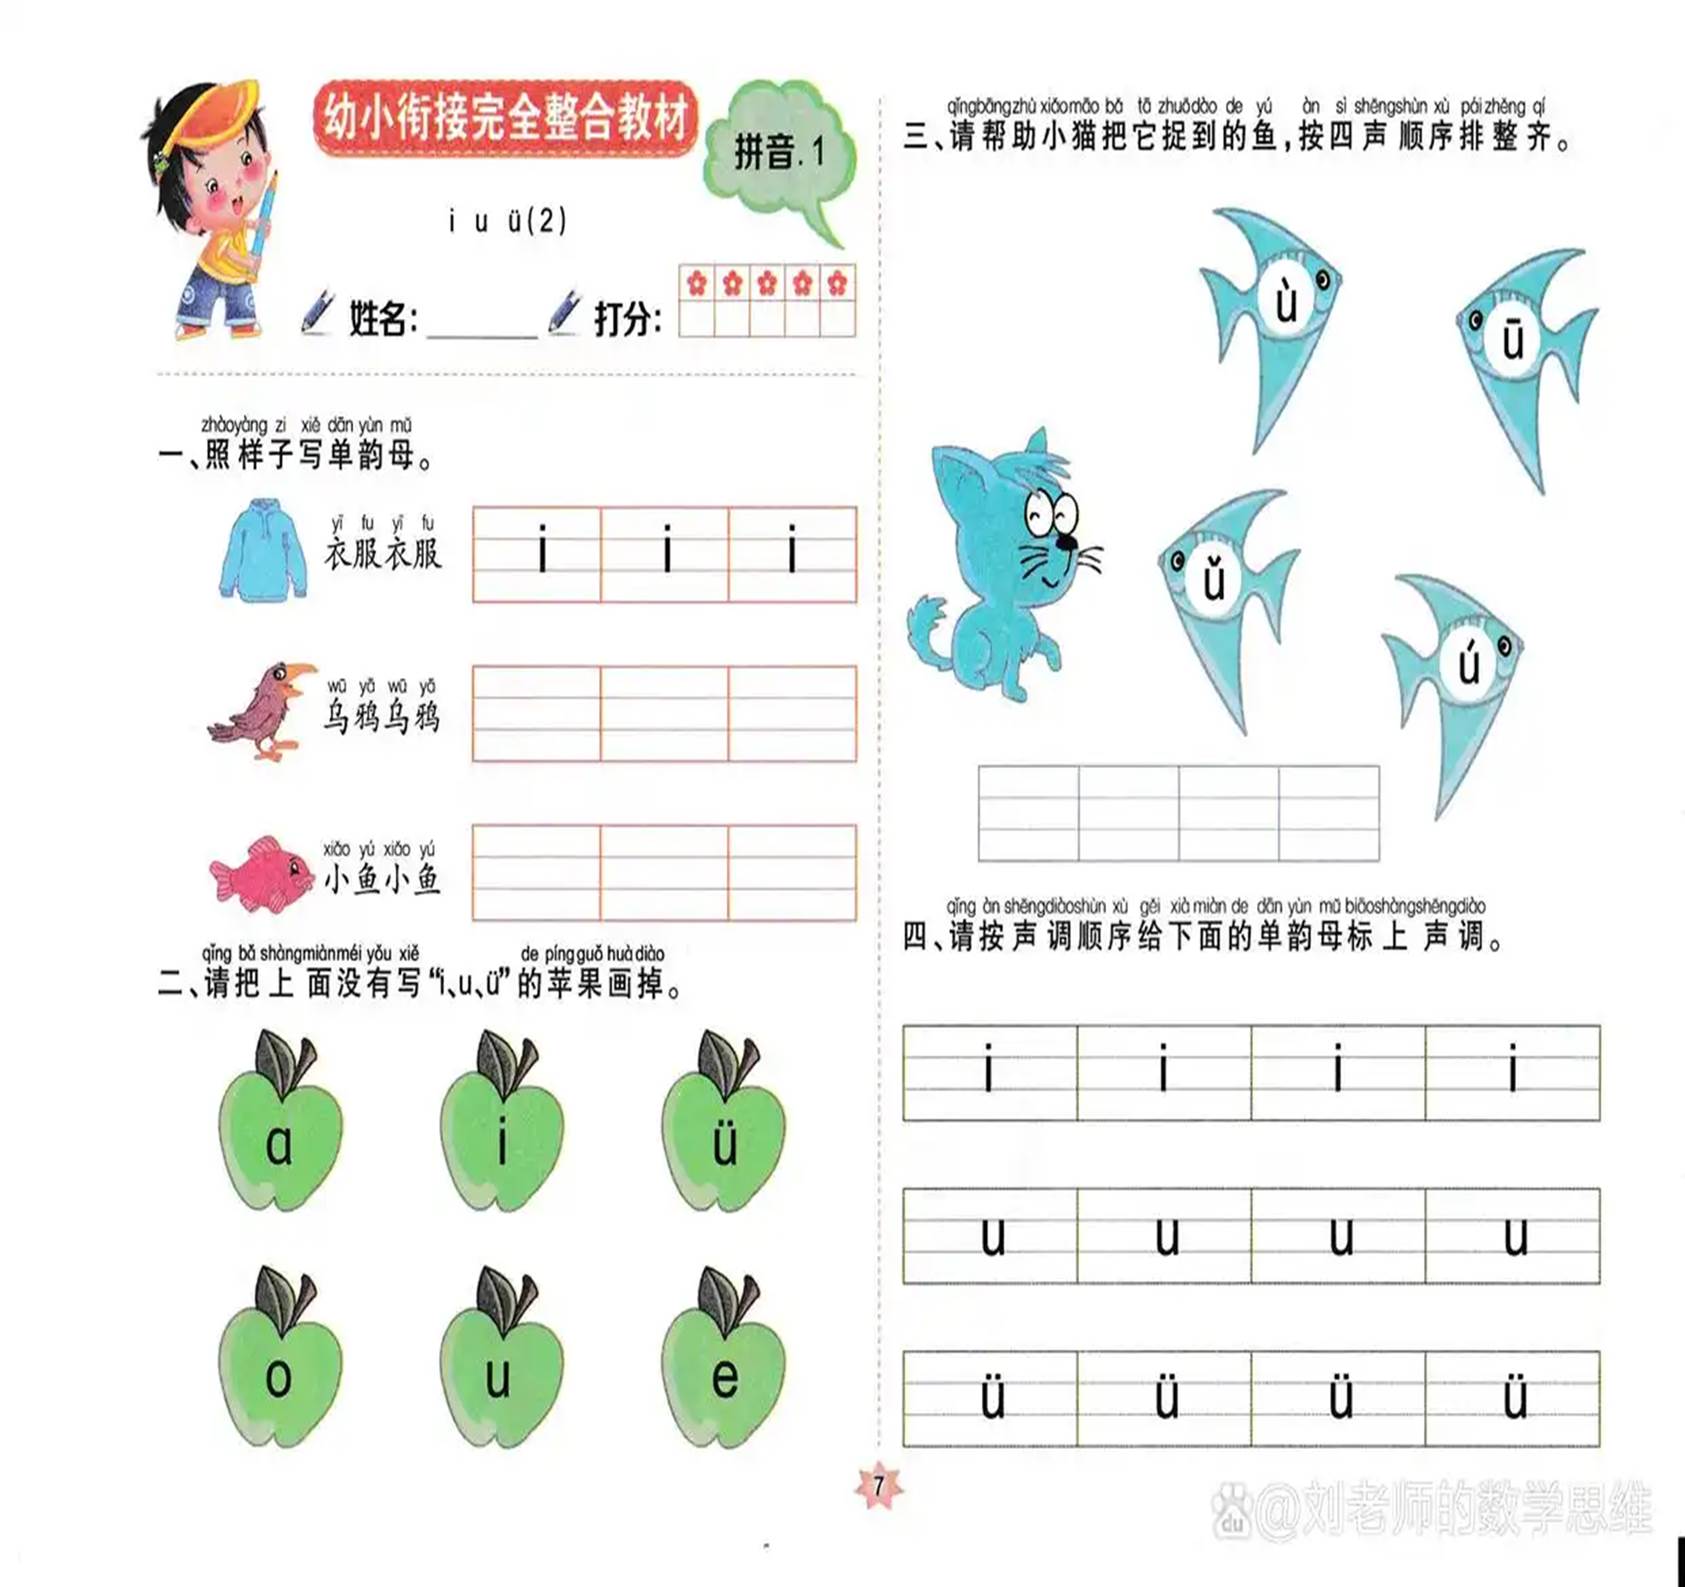 幼小衔接完全整合教材
拼音.1
i u ü(2)
姓名:
打分:
zhàoyàng zi xiě dān yùn mǔ
一、照样子写单韵母。
yī fu yī fu
衣服衣服
i i i
wū yā wū yā
乌鸦乌鸦
xiǎo yú xiǎo yú
小鱼小鱼
qǐng bǎ shàngmiànméi yǒu xiě de píngguǒ huà diào
二、请把上面没有写“i、u、ü”的苹果画掉。
a i ü
o u e
qǐngbāngzhù xiǎomāo bǎ tā zhuōdào de yú àn sì shēngshùn xù pái zhěng qí
三、请帮助小猫把它捉到的鱼,按四声顺序排整齐。
ù
ū
ǔ
ú
qǐng àn shēngdiàoshùn xù gěi xià miàn de dān yùn mǔ biāoshàngshēngdiào
四、请按声调顺序给下面的单韵母标上声调。
i i i i
u u u u
ü ü ü ü
7
du @刘老师的数学思维